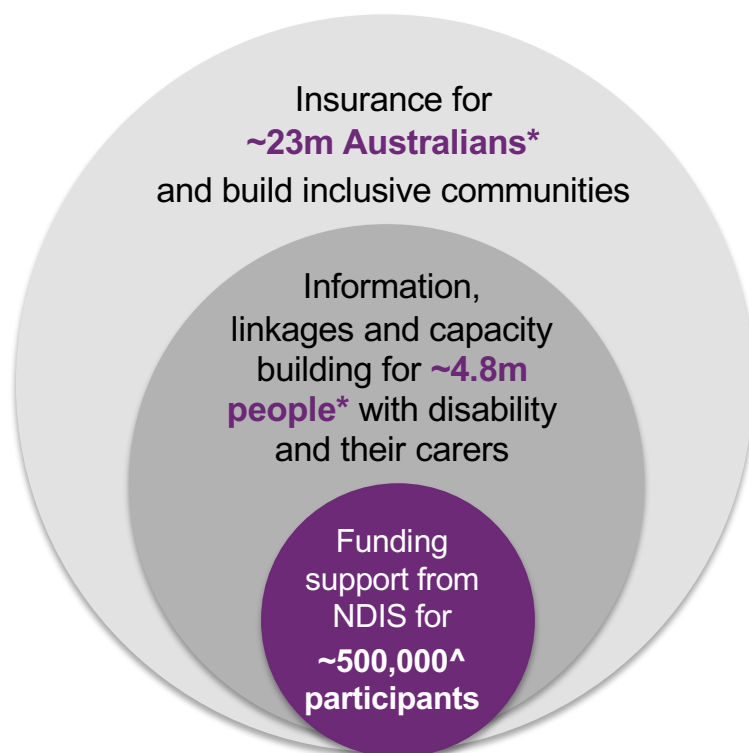 Insurance for
~23m Australians*
and build inclusive communities
Information,
linkages and capacity
building for ~4.8m
people* with disability
and their carers
Funding
support from
NDIS for
~500,000^
participants